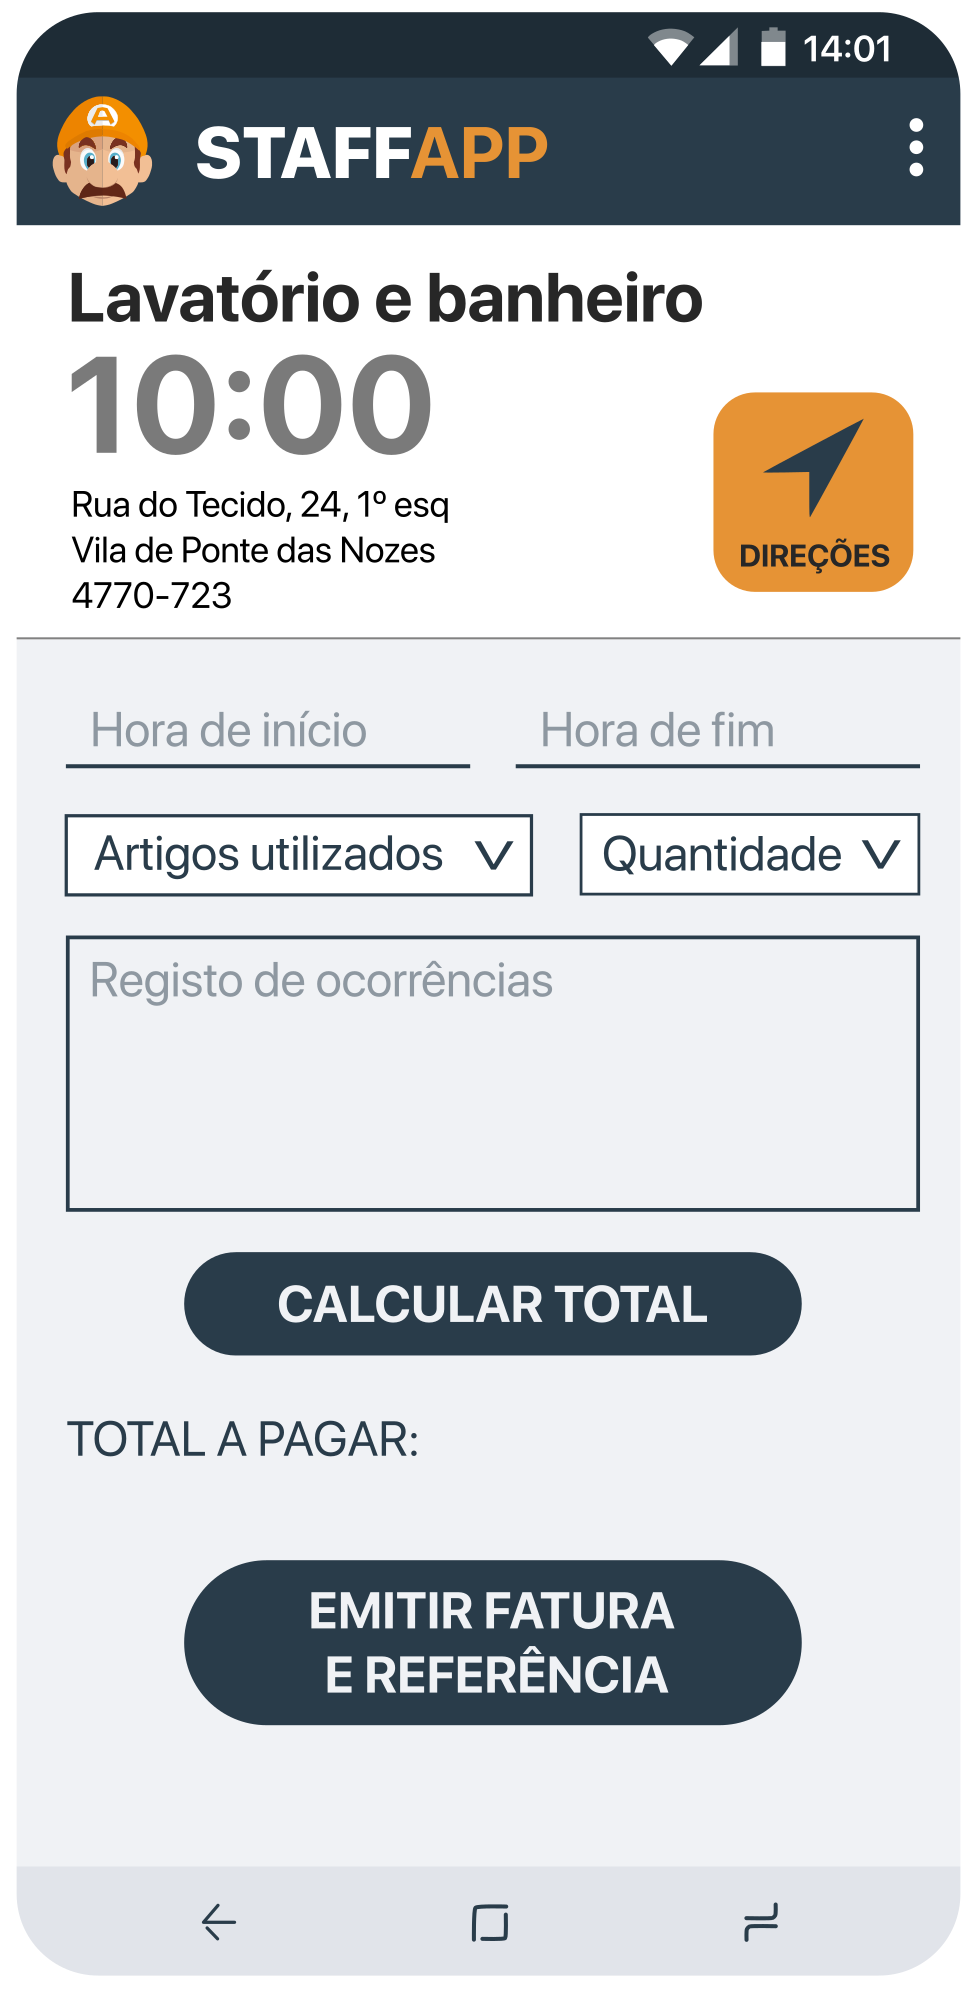 14:01
A
STAFFAPP
Lavatório e banheiro
10:00
Rua do Tecido, 24, 1º esq
Vila de Ponte das Nozes
4770-723
DIREÇÕES
Hora de início
Hora de fim
Artigos utilizados
Quantidade
Registo de ocorrências
CALCULAR TOTAL
TOTAL A PAGAR:
EMITIR FATURA
E REFERÊNCIA